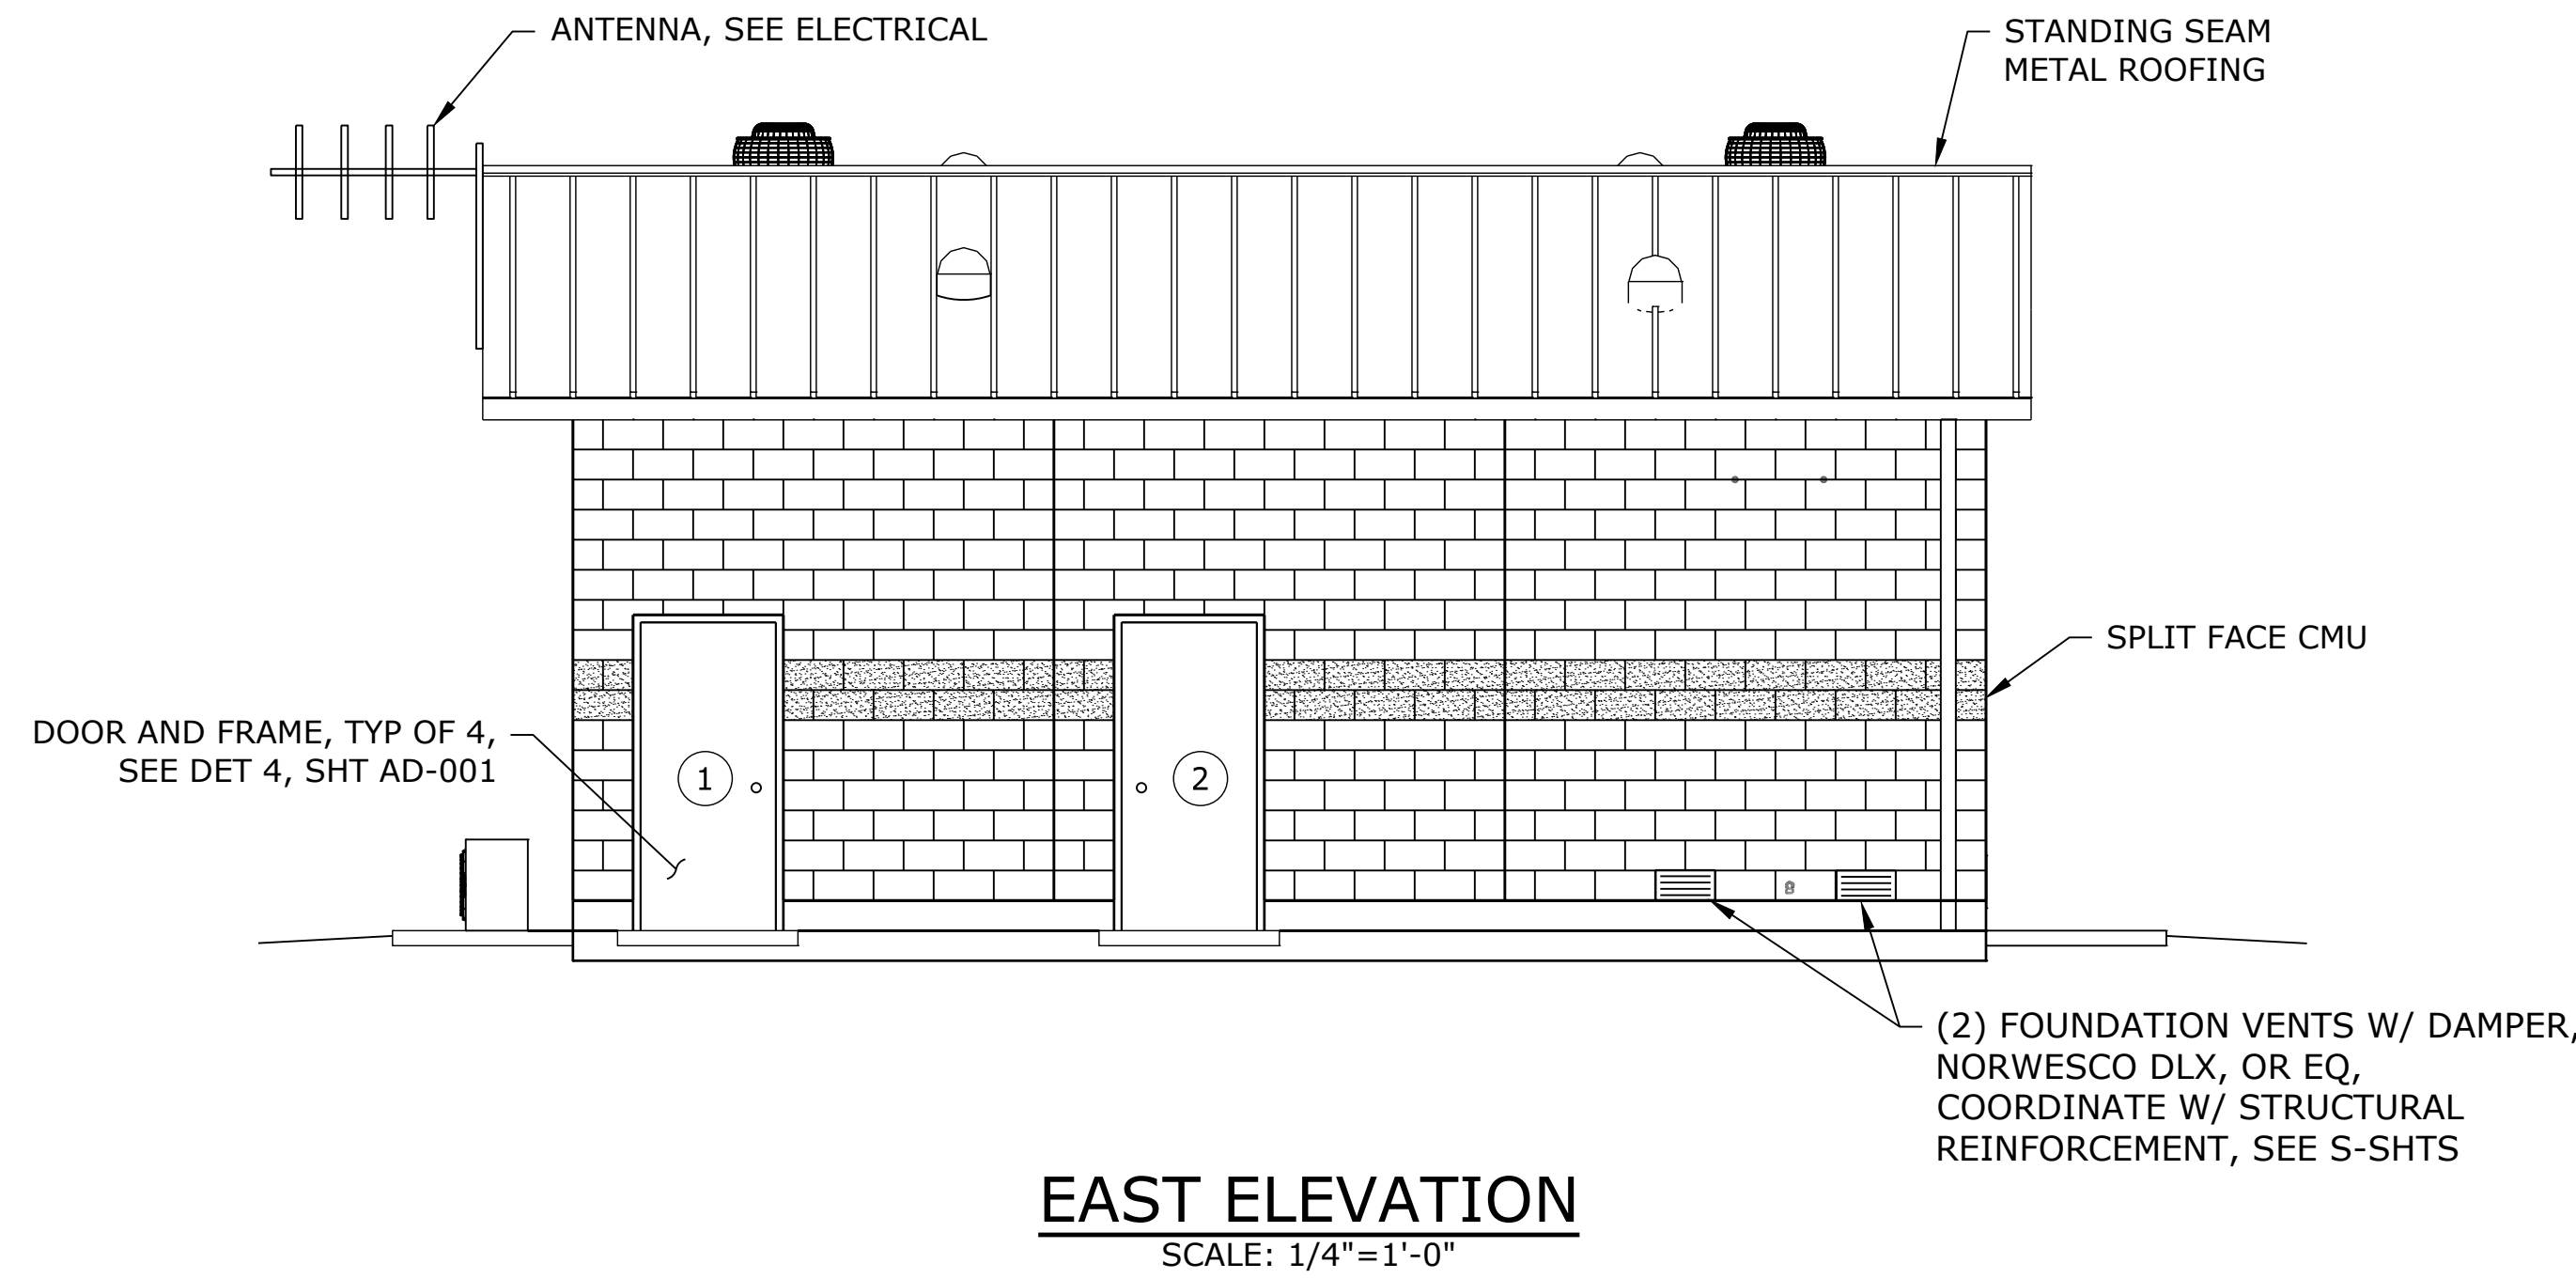 ANTENNA, SEE ELECTRICAL
STANDING SEAM
METAL ROOFING
SPLIT FACE CMU
DOOR AND FRAME, TYP OF 4,
SEE DET 4, SHT AD-001
1
2
(2) FOUNDATION VENTS W/ DAMPER,
NORWESCO DLX, OR EQ,
COORDINATE W/ STRUCTURAL
REINFORCEMENT, SEE S-SHTS
EAST ELEVATION
SCALE: 1/4"=1'-0"